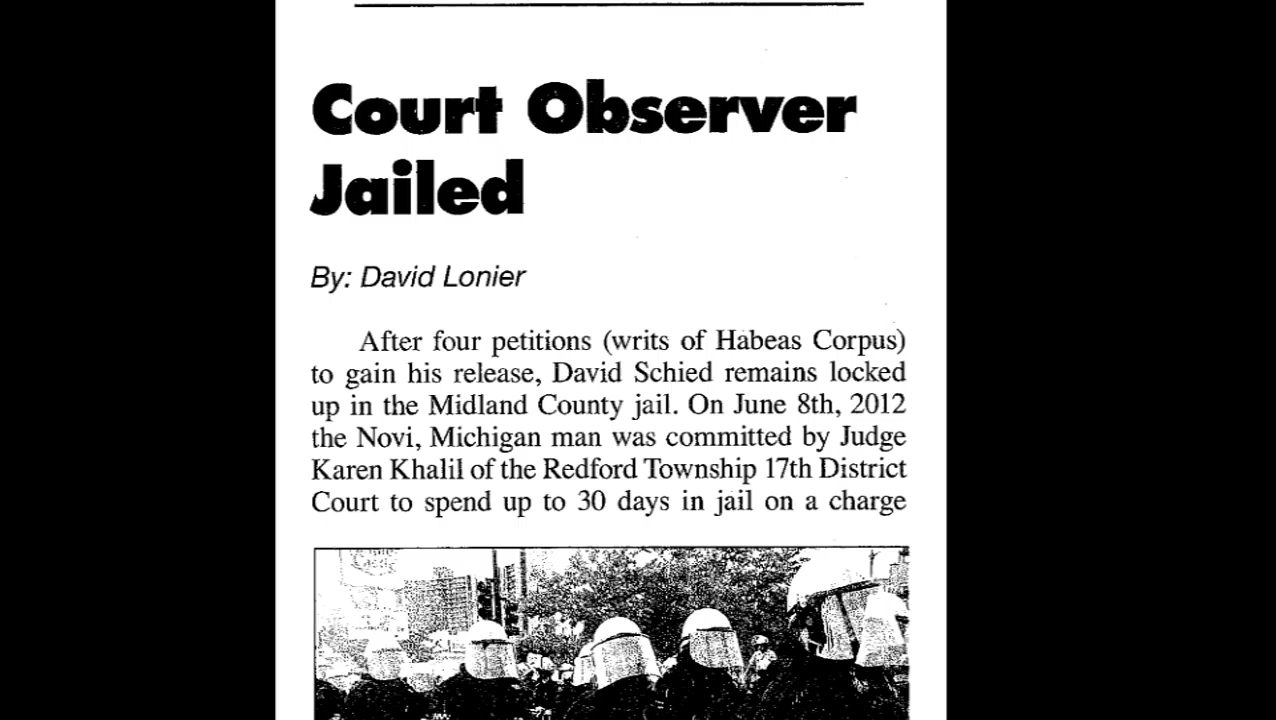 Court Observer
Jailed
By: David Lonier
After four petitions (writs of Habeas Corpus)
to gain his release, David Schied remains locked
up in the Midland County jail. On June 8th, 2012
the Novi, Michigan man was committed by Judge
Karen Khalil of the Redford Township 17th District
Court to spend up to 30 days in jail on a charge